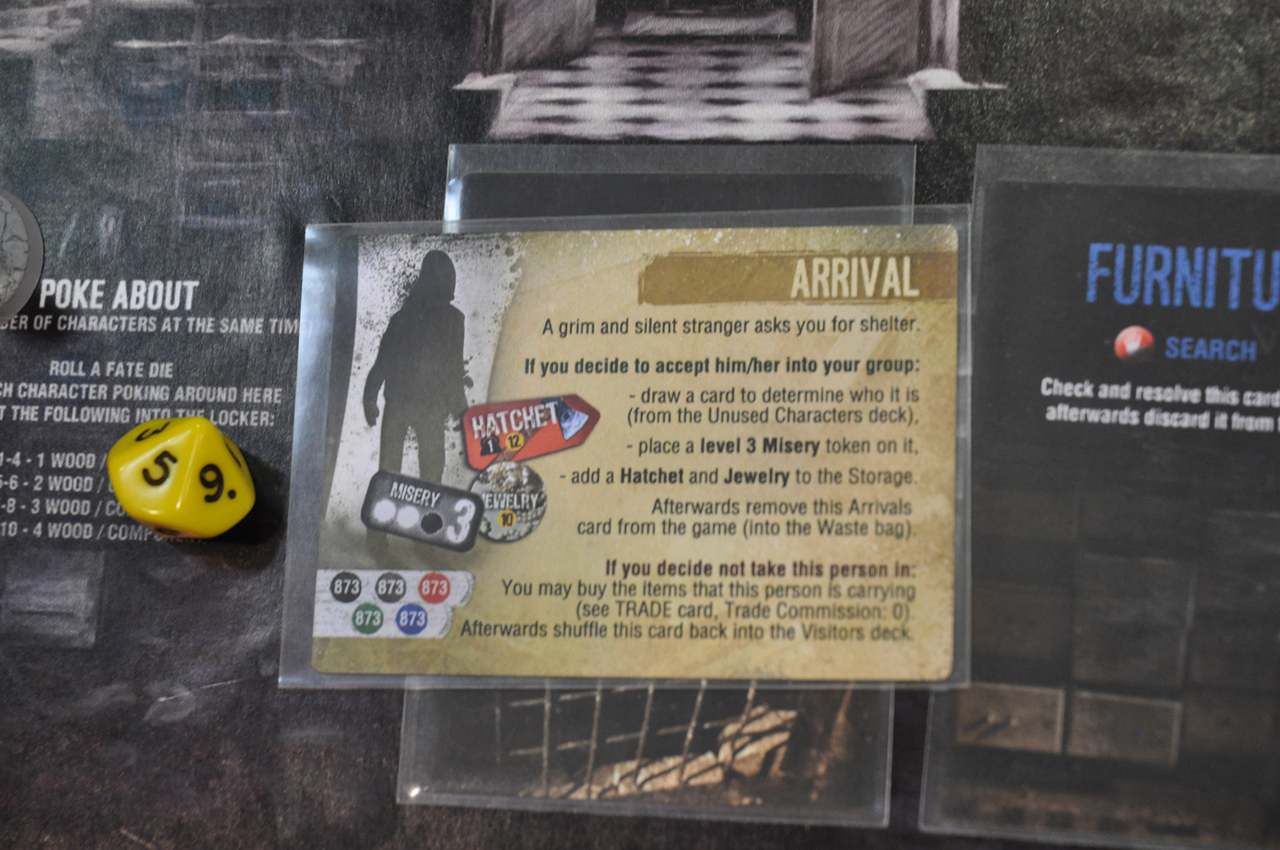 POKE ABOUT
BER OF CHARACTERS AT THE SAME TIM
ROLL A FATE DIE
CH CHARACTER POKING AROUND HERE
T THE FOLLOWING INTO THE LOCKER:
1-4 - 1 WOOD /
5-6 - 2 WOOD /
-8 - 3 WOOD / CO
10 - 4 WOOD / COMP
3
5
9.
ARRIVAL
A grim and silent stranger asks you for shelter.
If you decide to accept him/her into your group:
- draw a card to determine who it is
(from the Unused Characters deck),
- place a level 3 Misery token on it,
- add a Hatchet and Jewelry to the Storage.
Afterwards remove this Arrivals
card from the game (into the Waste bag).
If you decide not take this person in:
You may buy the items that this person is carrying
(see TRADE card, Trade Commission: 0).
Afterwards shuffle this card back into the Visitors deck.
HATCHET
1 12
MISERY
3
JEWELRY
10
873 873 873
873 873
FURNITU
SEARCH
Check and resolve this card
afterwards discard it from